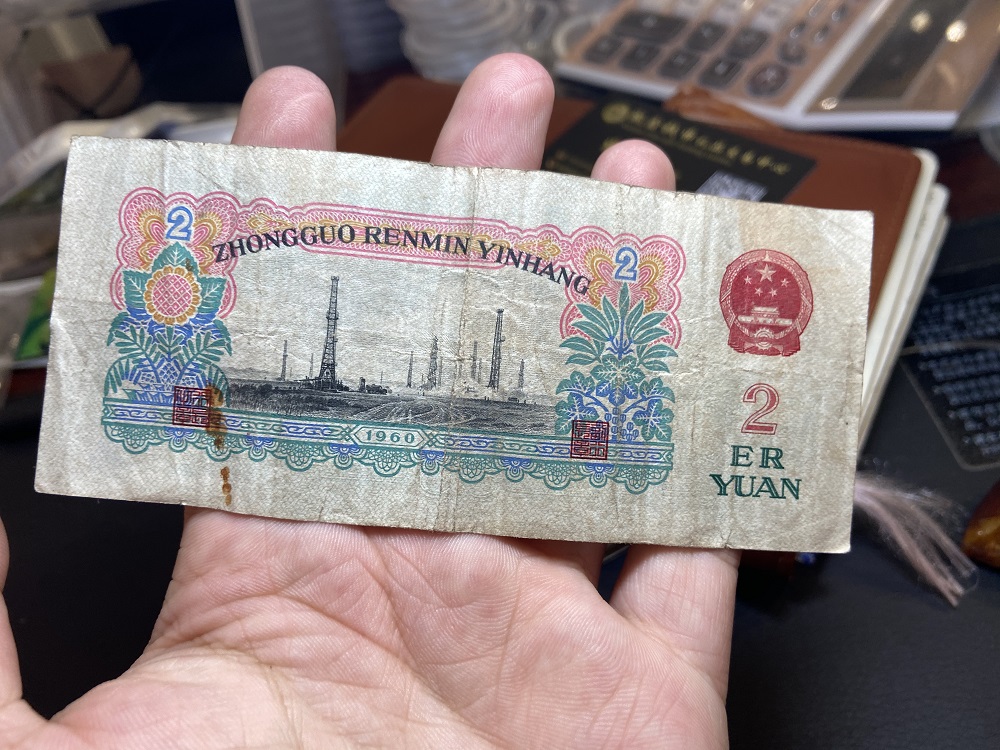 2
ZHONGGUO RENMIN YINHANG
2
1960
2
ER
YUAN